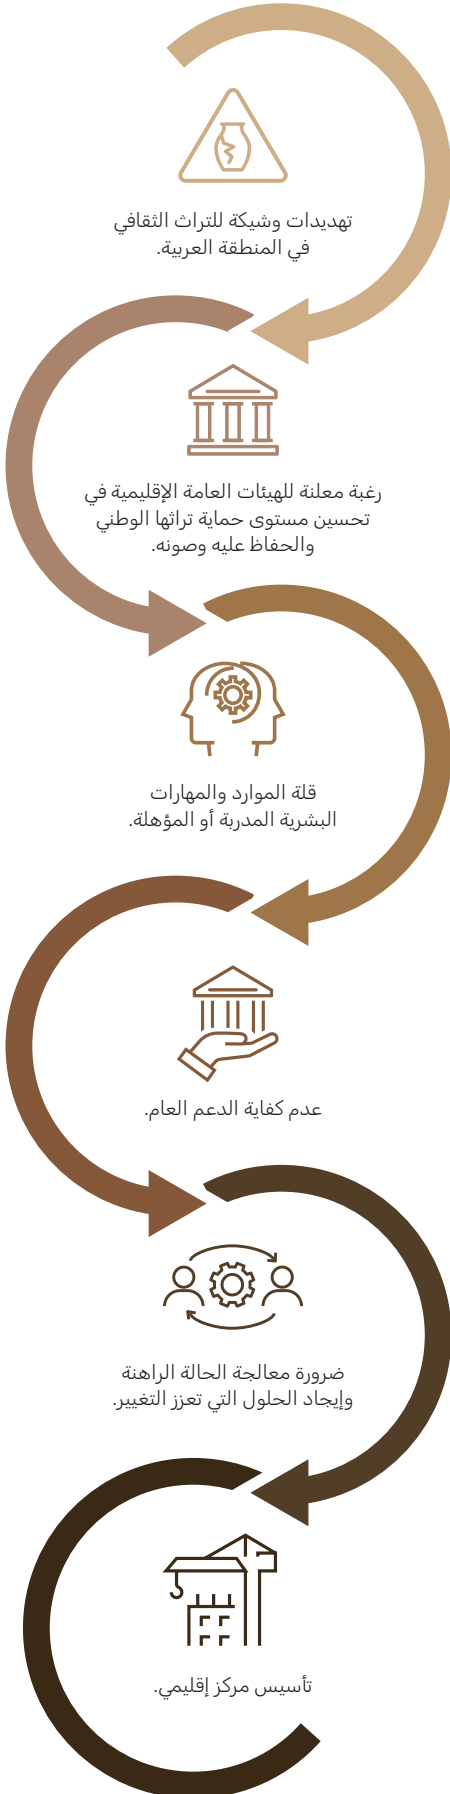 تهديدات وشيكة للتراث الثقافي
في المنطقة العربية.
رغبة معلنة للهيئات العامة الإقليمية في
تحسين مستوى حماية تراثها الوطني
والحفاظ عليه وصونه.
قلة الموارد والمهارات
البشرية المدربة أو المؤهلة.
عدم كفاية الدعم العام.
ضرورة معالجة الحالة الراهنة
وإيجاد الحلول التي تعزز التغيير.
تأسيس مركز إقليمي.